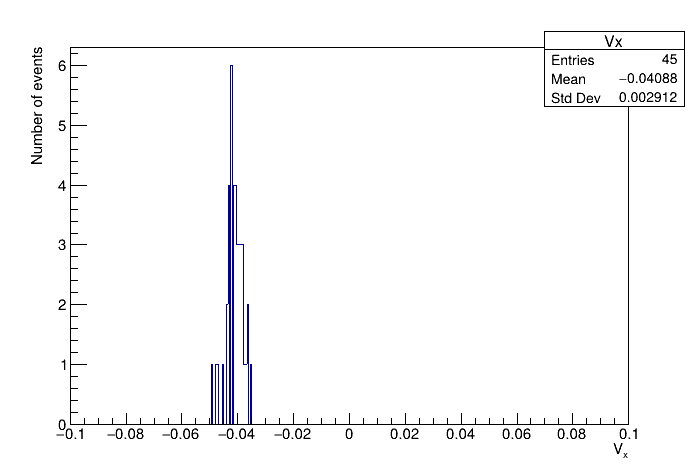 Vx
Entries 45
Mean −0.04088
Std Dev 0.002912
Number of events
6
5
4
3
2
1
0
−0.1 −0.08 −0.06 −0.04 −0.02 0 0.02 0.04 0.06 0.08 0.1
Vx